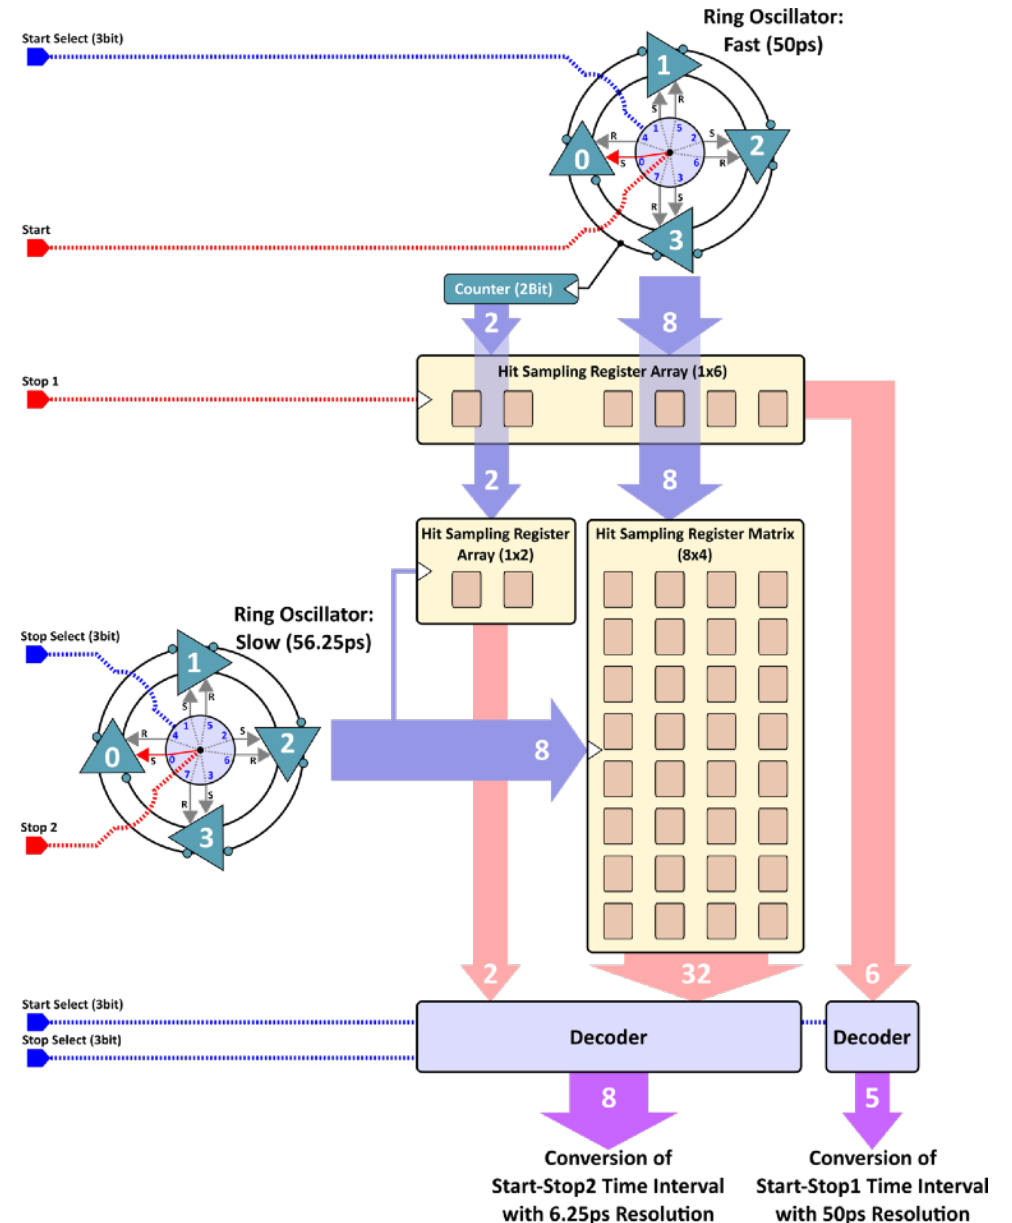 Ring Oscillator:
Fast (50ps)
Start Select (3bit)
1
S
R
1
5
4
2
0
6
7
3
R
S
0
S
R
2
R
S
3
Start
Counter (2Bit)
2
8
Hit Sampling Register Array (1x6)
Stop 1
2
8
Hit Sampling Register
Array (1x2)
Hit Sampling Register Matrix
(8x4)
Ring Oscillator:
Slow (56.25ps)
Stop Select (3bit)
1
S
R
1
5
4
2
0
6
7
3
R
S
0
S
R
2
R
S
3
8
Stop 2
2
32
6
Start Select (3bit)
Stop Select (3bit)
Decoder
Decoder
8
5
Conversion of
Start-Stop2 Time Interval
with 6.25ps Resolution
Conversion of
Start-Stop1 Time Interval
with 50ps Resolution